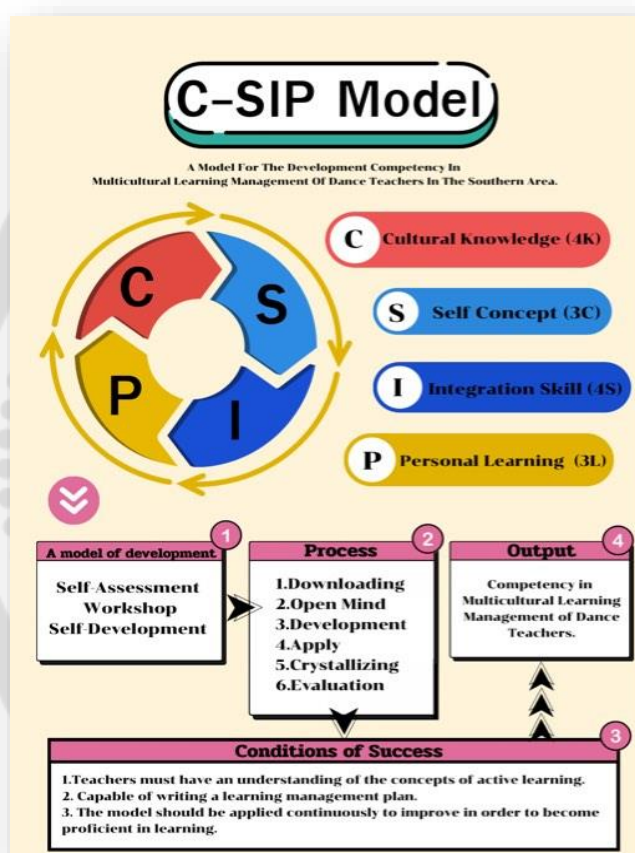 C-SIP Model
A Model For The Development Competency In
Multicultural Learning Management Of Dance Teachers In The Southern Area.
C
S
P
I
C Cultural Knowledge (4K)
S Self Concept (3C)
I Integration Skill (4S)
P Personal Learning (3L)
1
A model of development
Self-Assessment
Workshop
Self-Development
2
Process
1.Downloading
2.Open Mind
3.Development
4.Apply
5.Crystallizing
6.Evaluation
4
Output
Competency in
Multicultural Learning
Management of Dance
Teachers.
3
Conditions of Success
1.Teachers must have an understanding of the concepts of active learning.
2. Capable of writing a learning management plan.
3. The model should be applied continuously to improve in order to become
proficient in learning.